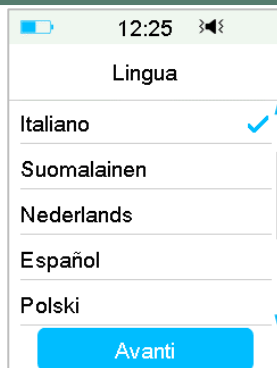 12:25
Lingua
Italiano
Suomalainen
Nederlands
Español
Polski
Avanti